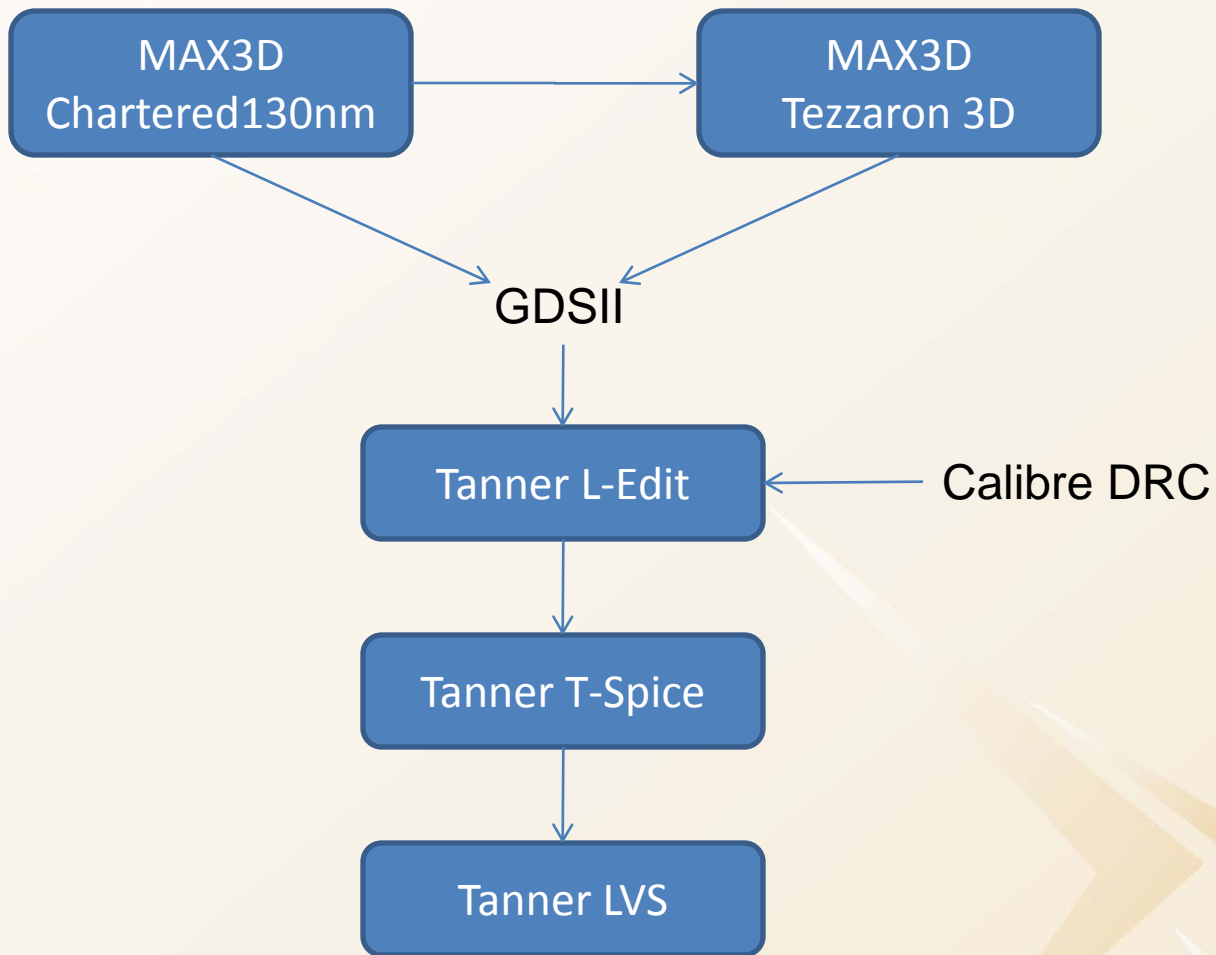 MAX3D
Chartered130nm
MAX3D
Tezzaron 3D
GDSII
Tanner L-Edit
Calibre DRC
Tanner T-Spice
Tanner LVS